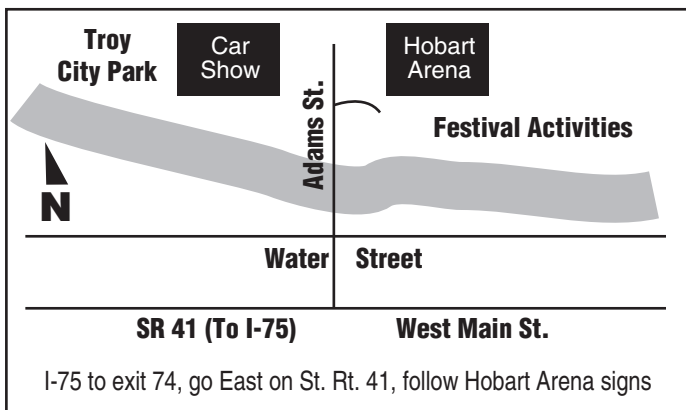 Troy
City Park
Car
Show
Adams St.
Hobart
Arena
Festival Activities
N
Water Street
SR 41 (To I-75) West Main St.
I-75 to exit 74, go East on St. Rt. 41, follow Hobart Arena signs